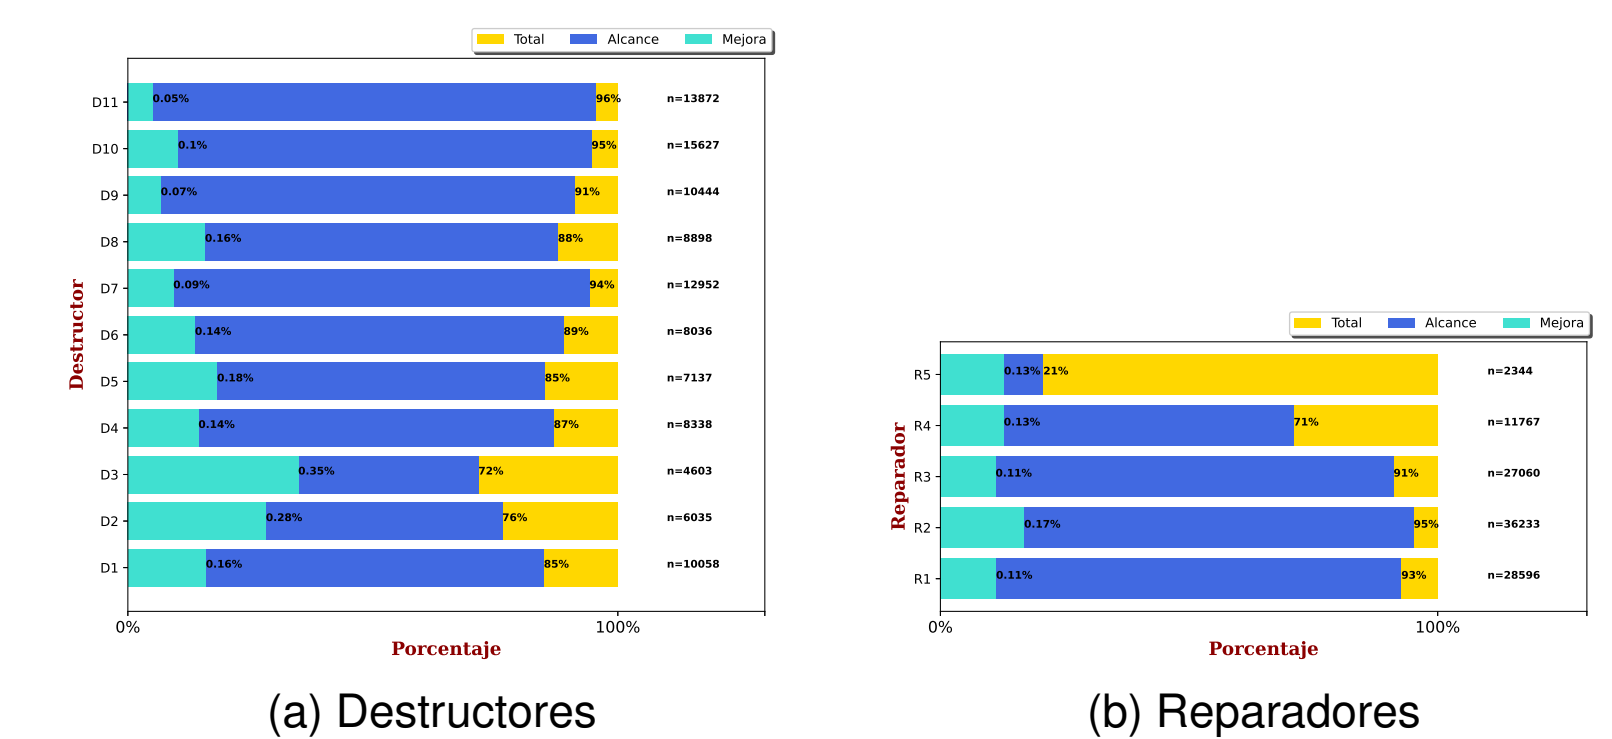 Total Alcance Mejora
Destructor
D11 0.05% 96% n=13872
D10 0.1% 95% n=15627
D9 0.07% 91% n=10444
D8 0.16% 88% n=8898
D7 0.09% 94% n=12952
D6 0.14% 89% n=8036
D5 0.18% 85% n=7137
D4 0.14% 87% n=8338
D3 0.35% 72% n=4603
D2 0.28% 76% n=6035
D1 0.16% 85% n=10058
0% 100%
Porcentaje
(a) Destructores
Total Alcance Mejora
Reparador
R5 0.13% 21% n=2344
R4 0.13% 71% n=11767
R3 0.11% 91% n=27060
R2 0.17% 95% n=36233
R1 0.11% 93% n=28596
0% 100%
Porcentaje
(b) Reparadores